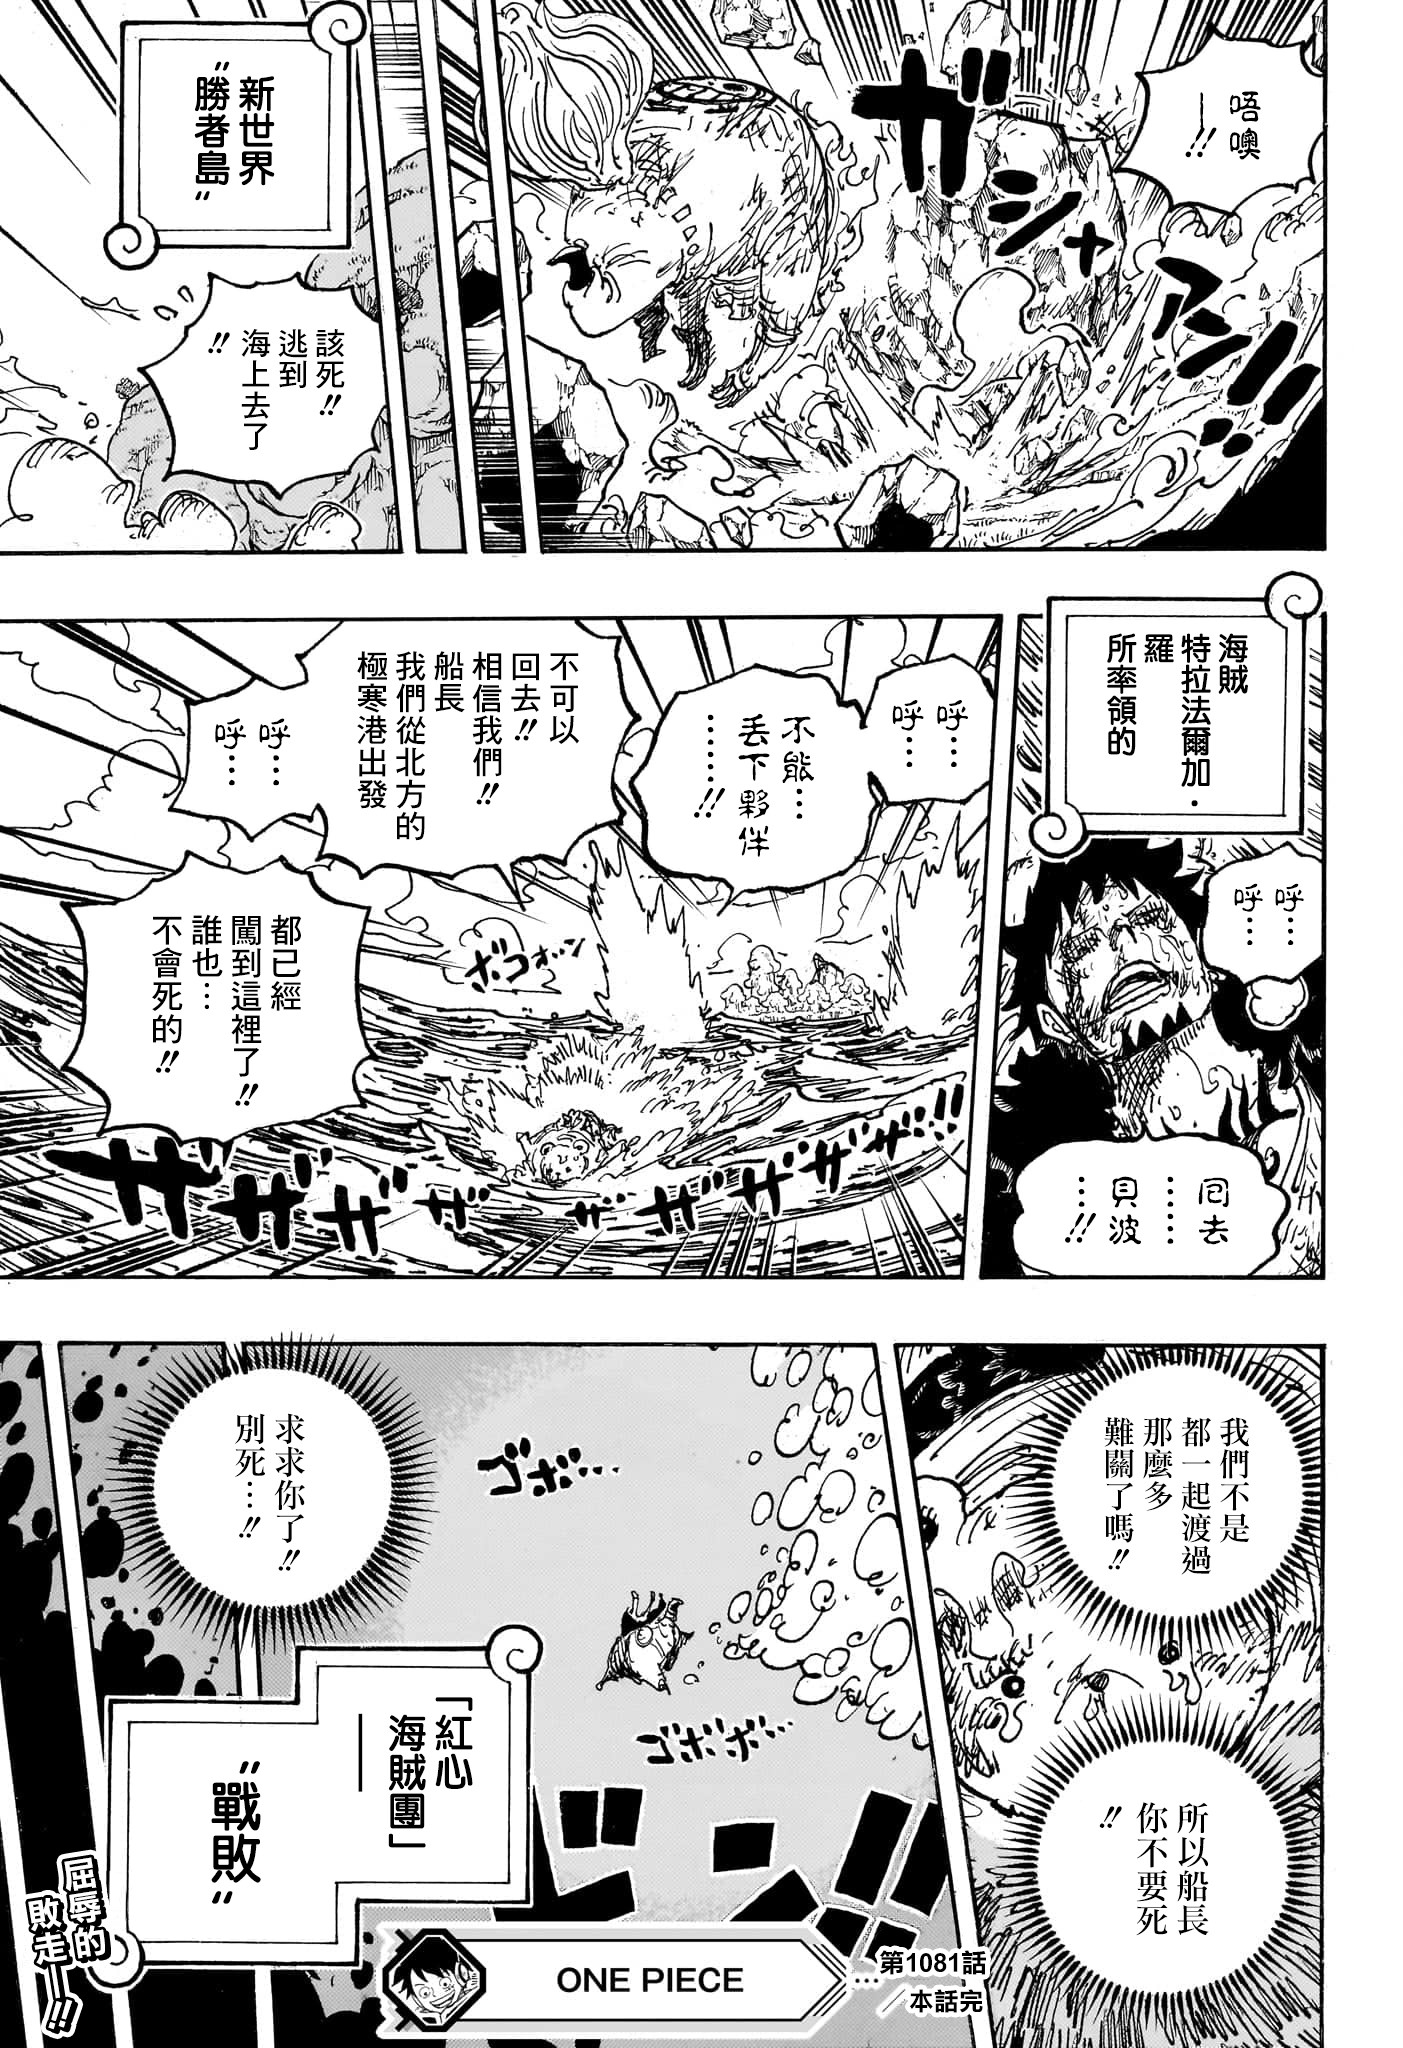 唔噢
ー!!
ガシャアン!!
新世界
“勝者島”
該死!!
逃到
海上去了
!!
海賊
特拉法爾加·
羅
所率領的
呼…
呼…
回去
……
貝波
…!!
呼…
呼…
不能…
丟下夥伴
……!!
不可以
回去!!
相信我們!!
船長
我們從北方的
極寒港出發
呼…
呼…
都已經
闖到這裡了!!
誰也…
不會死的!!
ボコォ…ン
ザザザザザザザザザ!!!
我們不是
都一起渡過
那麼多
難關了嗎!!
所以船長
你不要死
!!
ゴボ…
ゴボボボ…
求求你了!!
別死…!!
「紅心
海賊團」
——
“戰敗”
屈辱的
敗走—!!!
ONE PIECE
…第1081話
／本話完